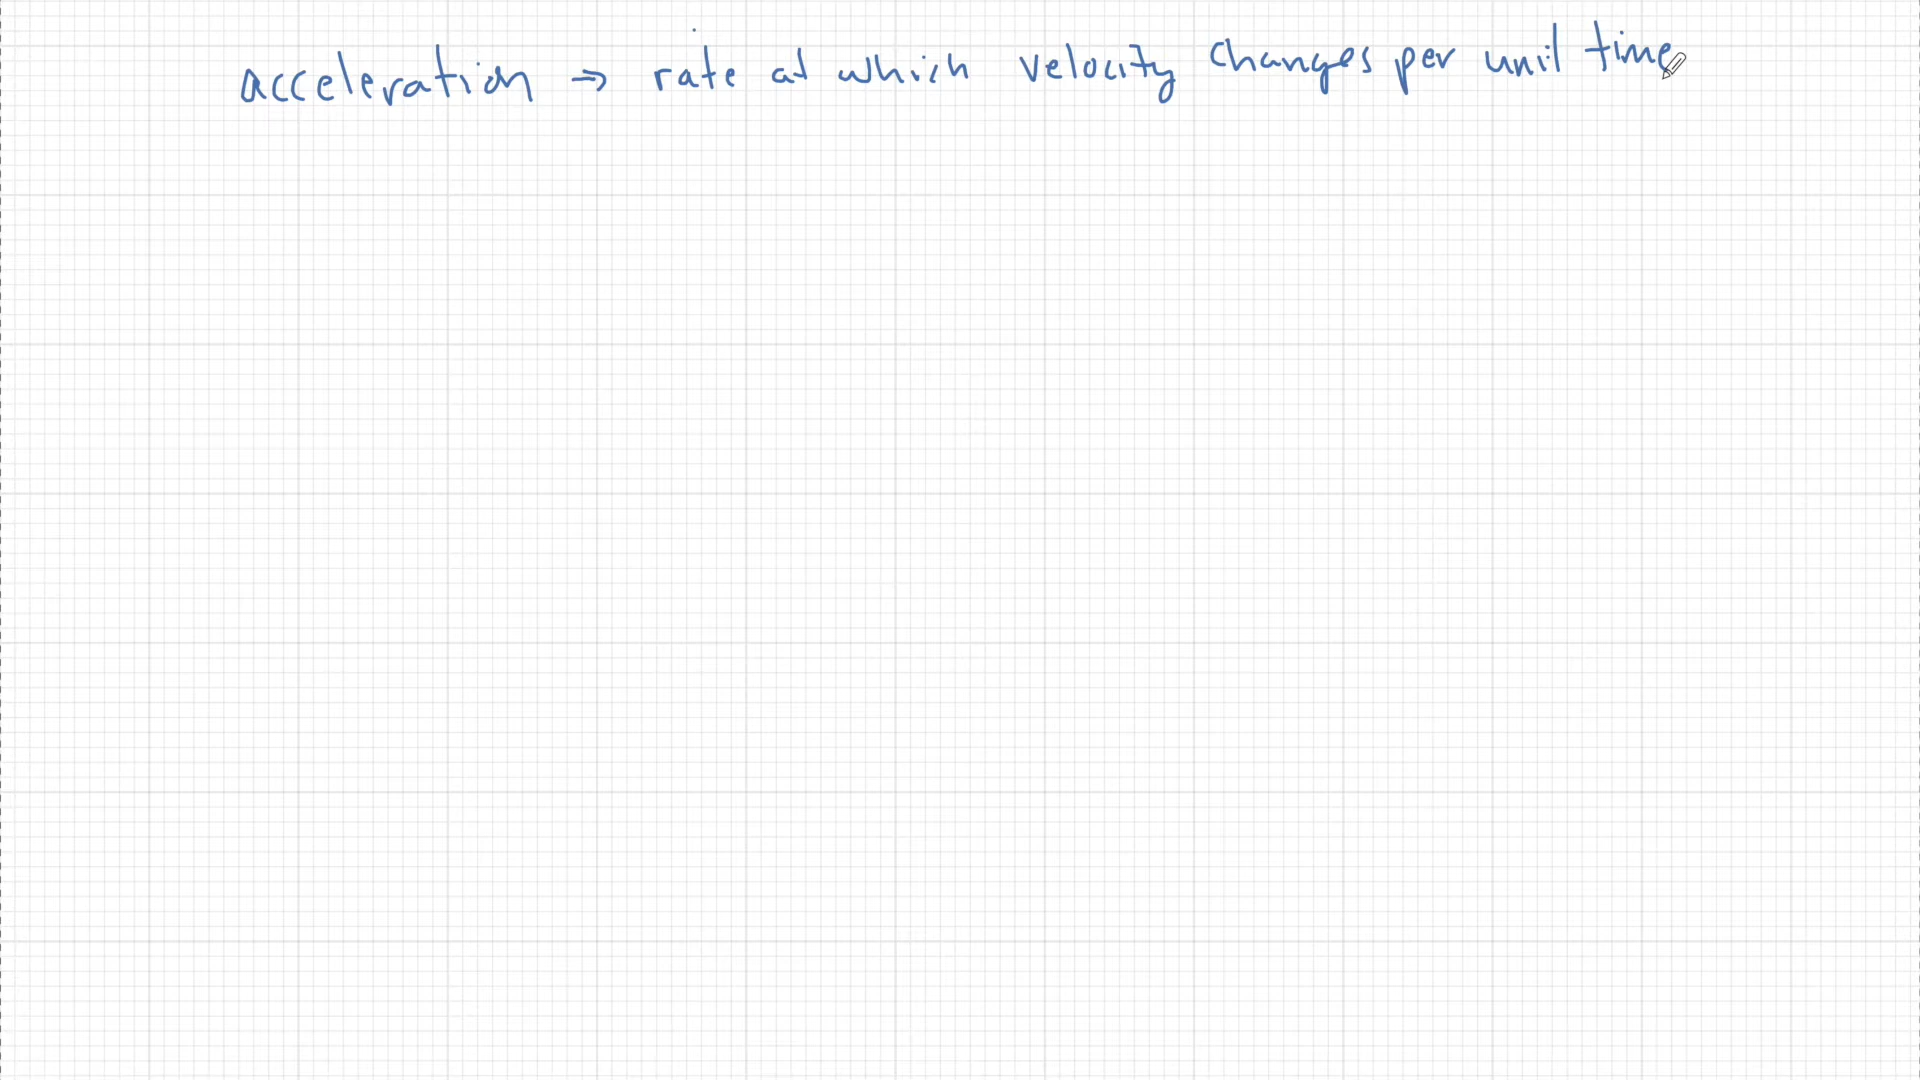 acceleration → rate at which velocity changes per unit time